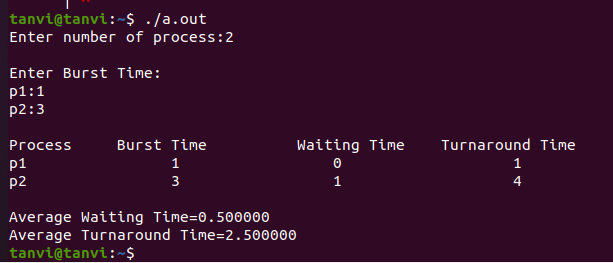 tanvi@tanvi:~$ ./a.out
Enter number of process:2
Enter Burst Time:
p1:1
p2:3
Process Burst Time Waiting Time Turnaround Time
p1 1 0 1
p2 3 1 4
Average Waiting Time=0.500000
Average Turnaround Time=2.500000
tanvi@tanvi:~$